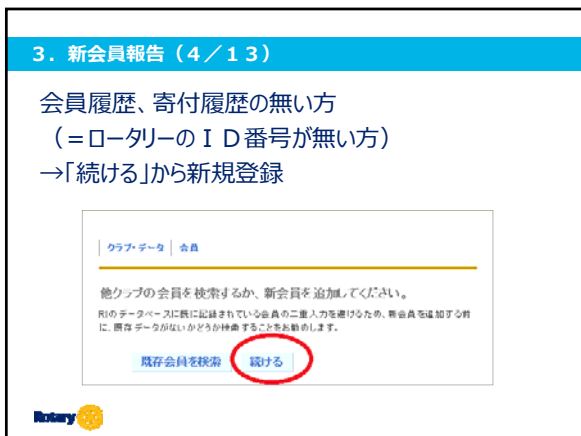 3．新会員報告（4／13）
会員履歴、寄付履歴の無い方
（＝ロータリーのＩＤ番号が無い方）
→「続ける」から新規登録
クラブ・データ | 会員
他クラブの会員を検索するか、新会員を追加してください。
RIのデータベースに既に記録されている会員の二重入力を避けるため、新会員を追加する前
に、既存データがないかどうか検索することをお勧めします。
既存会員を検索 続ける
Rotary